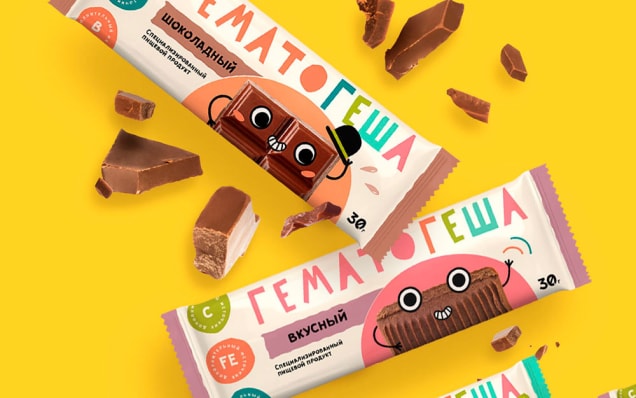 ГЕМАТОГЕША
ШОКОЛАДНЫЙ
СПЕЦИАЛИЗИРОВАННЫЙ
ПИЩЕВОЙ ПРОДУКТ
B
30г.
ГЕМАТОГЕША
ВКУСНЫЙ
СПЕЦИАЛИЗИРОВАННЫЙ
ПИЩЕВОЙ ПРОДУКТ
C
FE
30г.